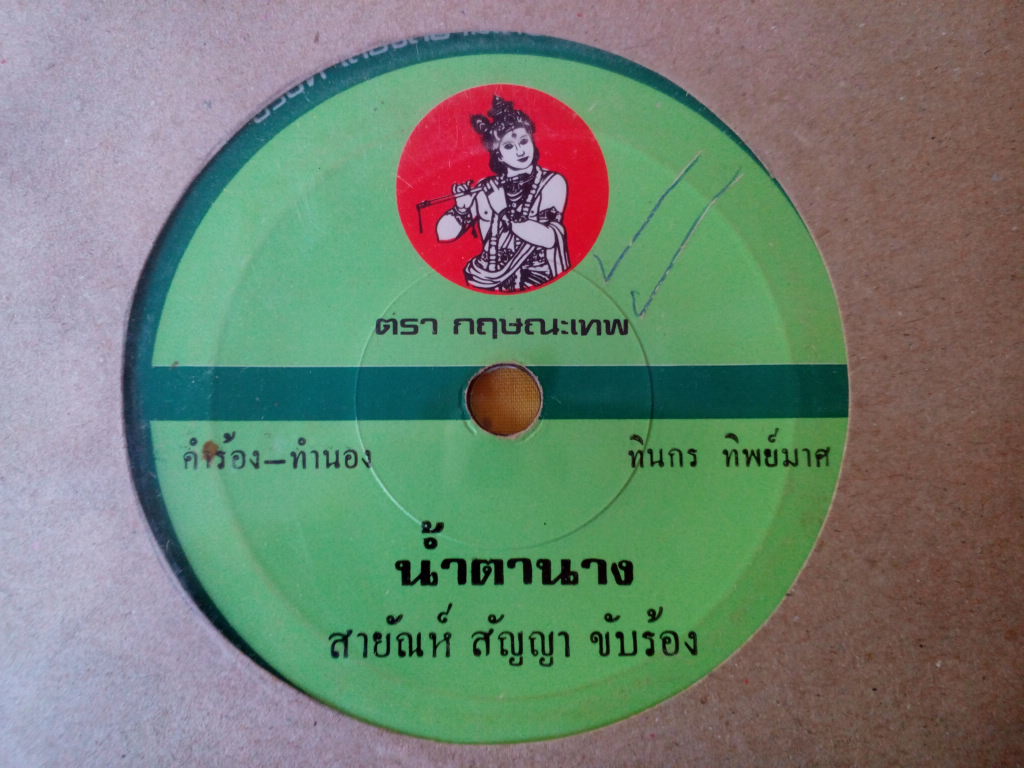 ตรา กฤษณะเทพ
คำร้อง–ทำนอง ทินกร ทิพย์มาศ
น้ำตานาง
สายัณห์ สัญญา ขับร้อง